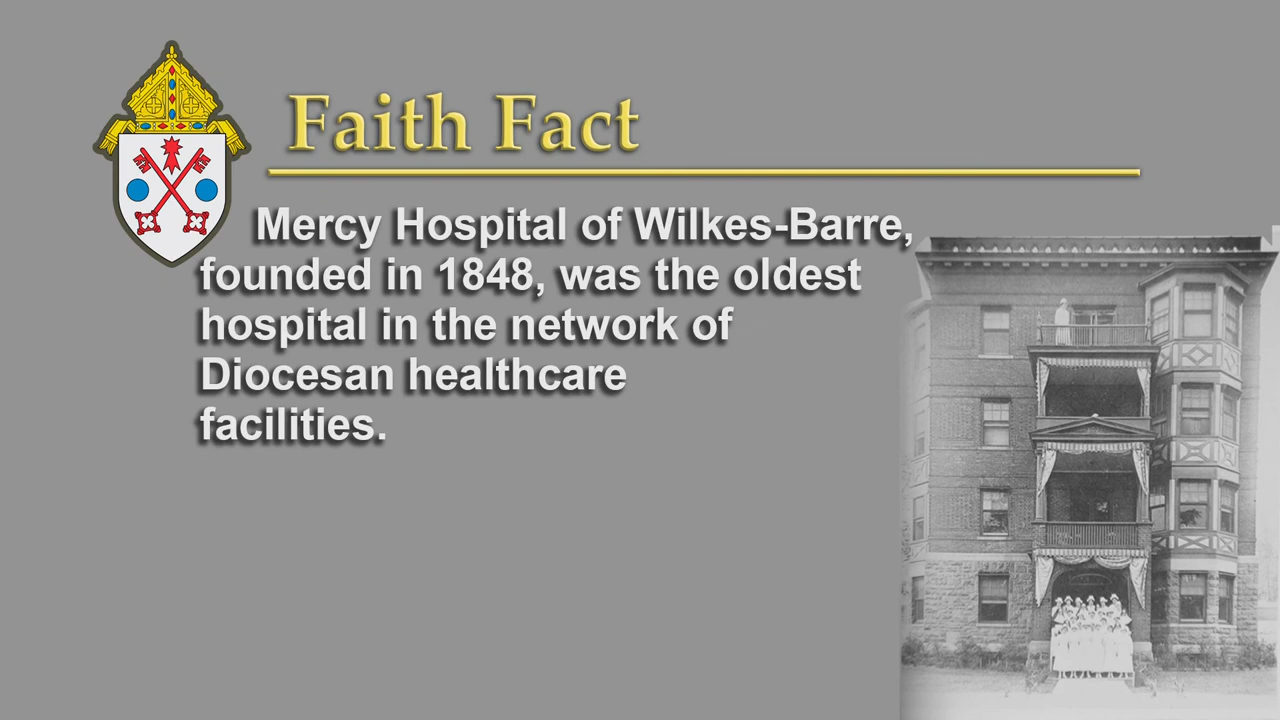 Faith Fact
Mercy Hospital of Wilkes-Barre,
founded in 1848, was the oldest
hospital in the network of
Diocesan healthcare
facilities.